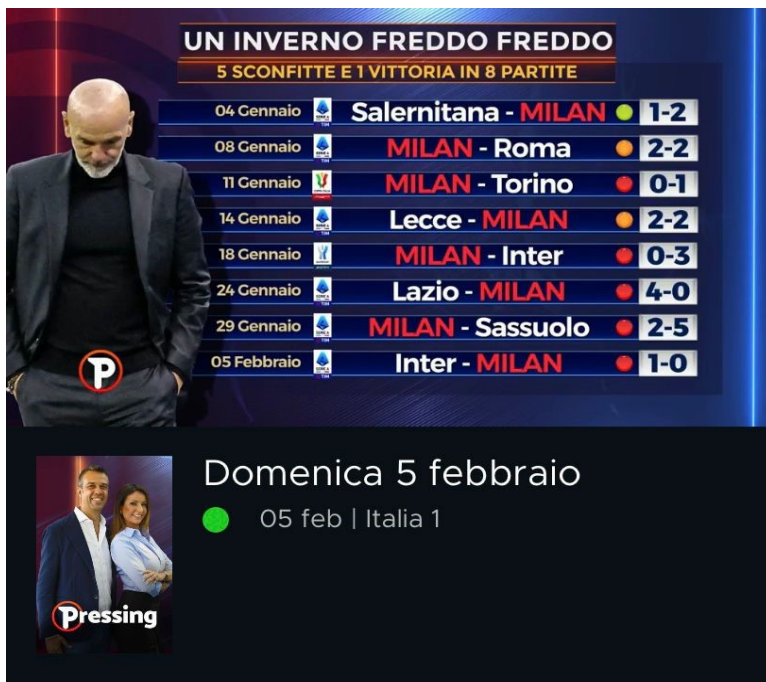 UN INVERNO FREDDO FREDDO
5 SCONFITTE E 1 VITTORIA IN 8 PARTITE
04 Gennaio Salernitana - MILAN 1-2
08 Gennaio MILAN - Roma 2-2
11 Gennaio MILAN - Torino 0-1
14 Gennaio Lecce - MILAN 2-2
18 Gennaio MILAN - Inter 0-3
24 Gennaio Lazio - MILAN 4-0
29 Gennaio MILAN - Sassuolo 2-5
05 Febbraio Inter - MILAN 1-0
P
Domenica 5 febbraio
05 feb | Italia 1
Pressing